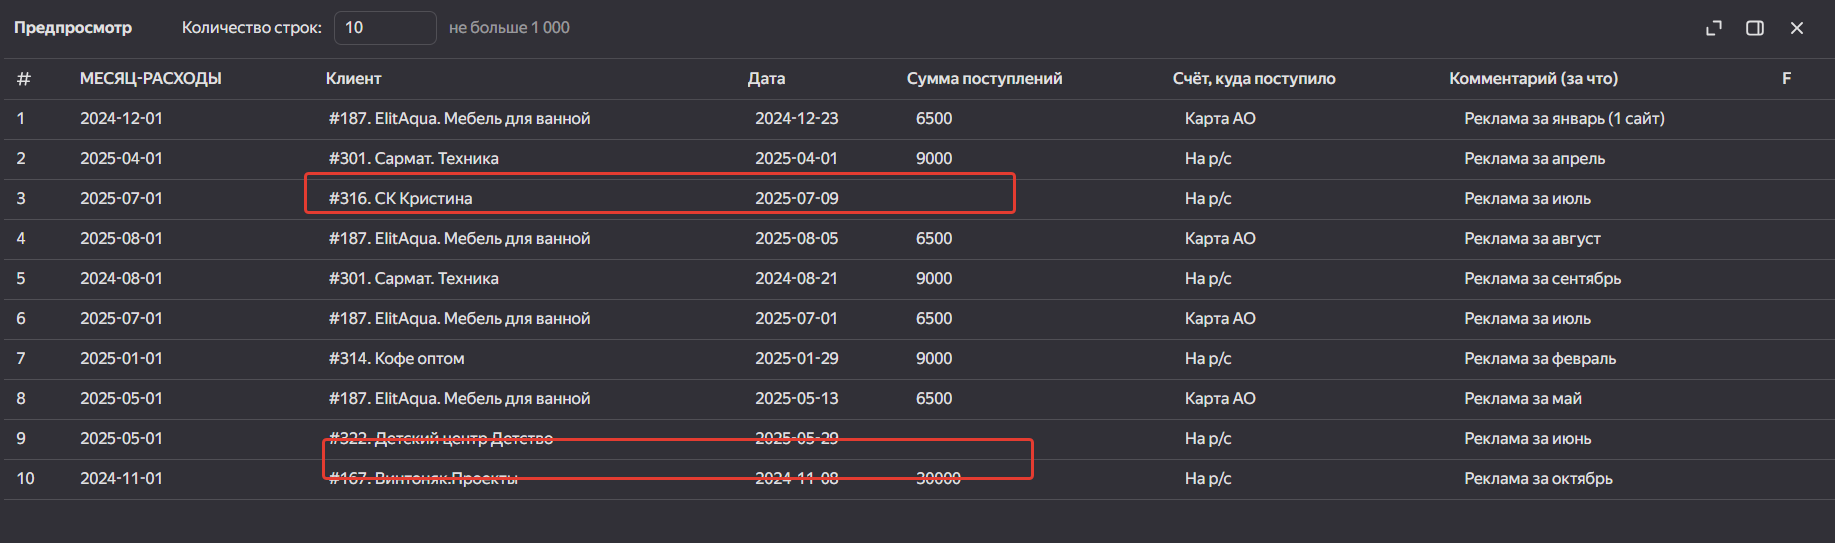 Предпросмотр Количество строк: 10 не больше 1 000
# МЕСЯЦ-РАСХОДЫ Клиент Дата Сумма поступлений Счёт, куда поступило Комментарий (за что) F
1 2024-12-01 #187. ElitAqua. Мебель для ванной 2024-12-23 6500 Карта АО Реклама за январь (1 сайт)
2 2025-04-01 #301. Сармат. Техника 2025-04-01 9000 На р/с Реклама за апрель
3 2025-07-01 #316. СК Кристина 2025-07-09 На р/с Реклама за июль
4 2025-08-01 #187. ElitAqua. Мебель для ванной 2025-08-05 6500 Карта АО Реклама за август
5 2024-08-01 #301. Сармат. Техника 2024-08-21 9000 На р/с Реклама за сентябрь
6 2025-07-01 #187. ElitAqua. Мебель для ванной 2025-07-01 6500 Карта АО Реклама за июль
7 2025-01-01 #314. Кофе оптом 2025-01-29 9000 На р/с Реклама за февраль
8 2025-05-01 #187. ElitAqua. Мебель для ванной 2025-05-13 6500 Карта АО Реклама за май
9 2025-05-01 #322. Детский центр Детство 2025-05-29 На р/с Реклама за июнь
10 2024-11-01 #167. Винтоняк.Проекты 2024-11-08 30000 На р/с Реклама за октябрь